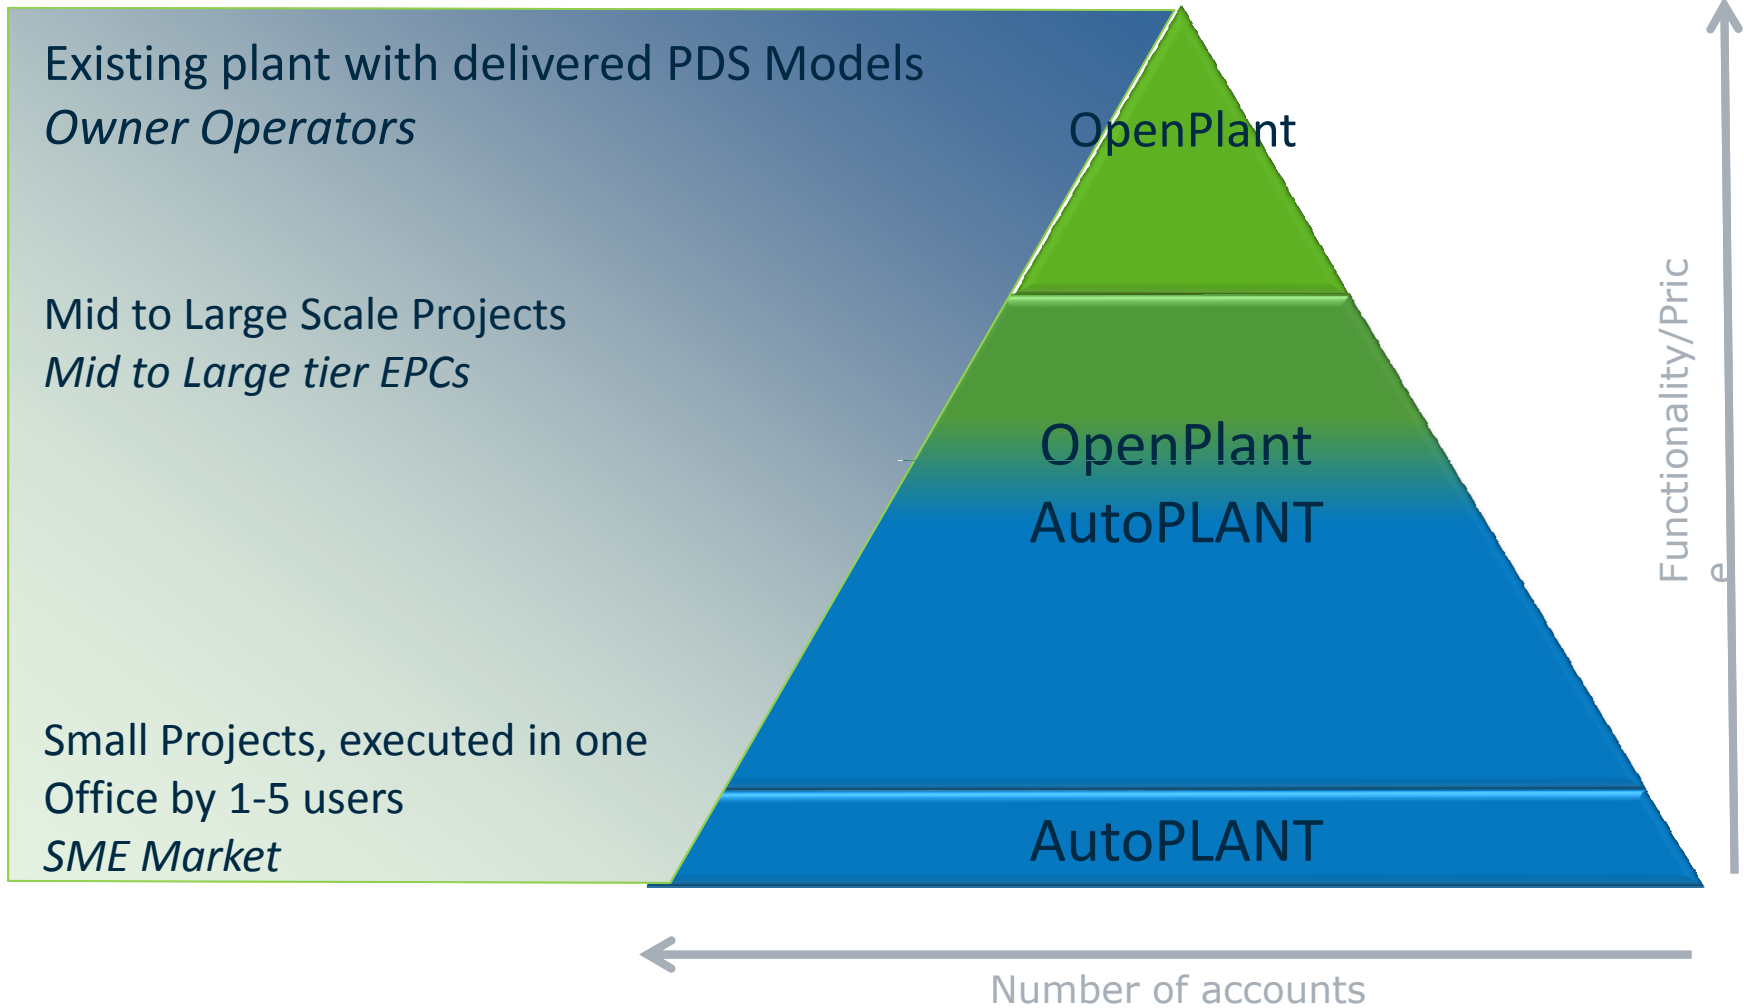 Existing plant with delivered PDS Models
Owner Operators
OpenPlant
Mid to Large Scale Projects
Mid to Large tier EPCs
OpenPlant
AutoPLANT
Small Projects, executed in one
Office by 1-5 users
SME Market
AutoPLANT
Functionality/Pric
e
Number of accounts